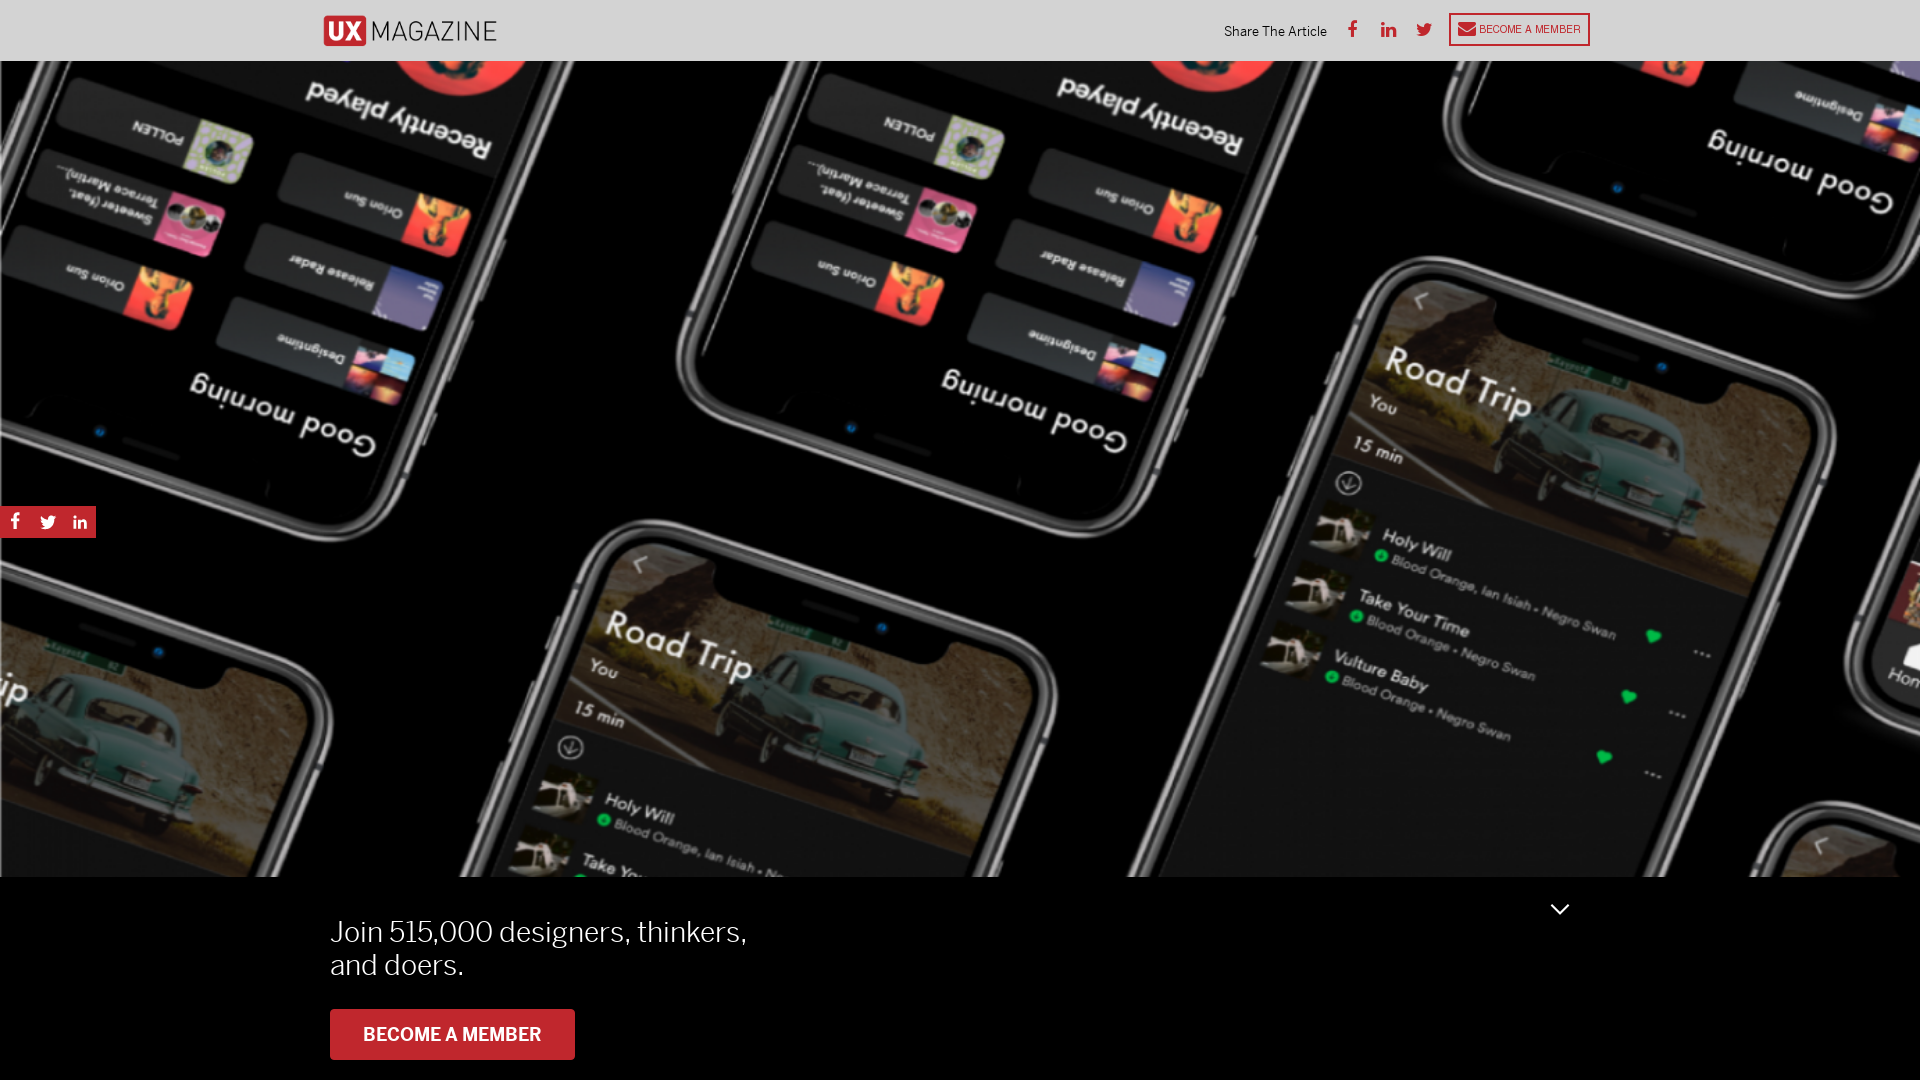 UX MAGAZINE
Share The Article
BECOME A MEMBER
Recently played
POLLEN
Orion Sun
Sweeter (feat.
Terrace Martin)...
Release Radar
Orion Sun
Designtime
Good morning
Recently played
POLLEN
Orion Sun
Sweeter (feat.
Terrace Martin)...
Release Radar
Orion Sun
Designtime
Good morning
Designtime
Good morning
Road Trip
You
15 min
Holy Will
Blood Orange, Ian Isiah • Negro Swan
Take Your Time
Blood Orange • Negro Swan
Vulture Baby
Blood Orange • Negro Swan
Hom
ip
Road Trip
You
15 min
Holy Will
Blood Orange, Ian Isiah • Ne
Take You
Join 515,000 designers, thinkers,
and doers.
BECOME A MEMBER